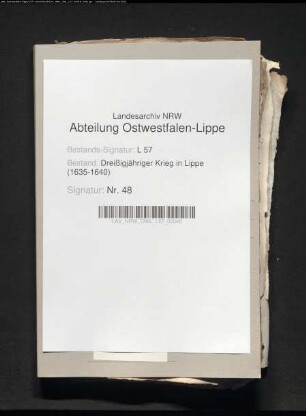 Landesarchiv NRW
Abteilung Ostwestfalen-Lippe
Bestands-Signatur: L 57
Bestand: Dreißigjähriger Krieg in Lippe
(1635-1640)
Signatur: Nr. 48